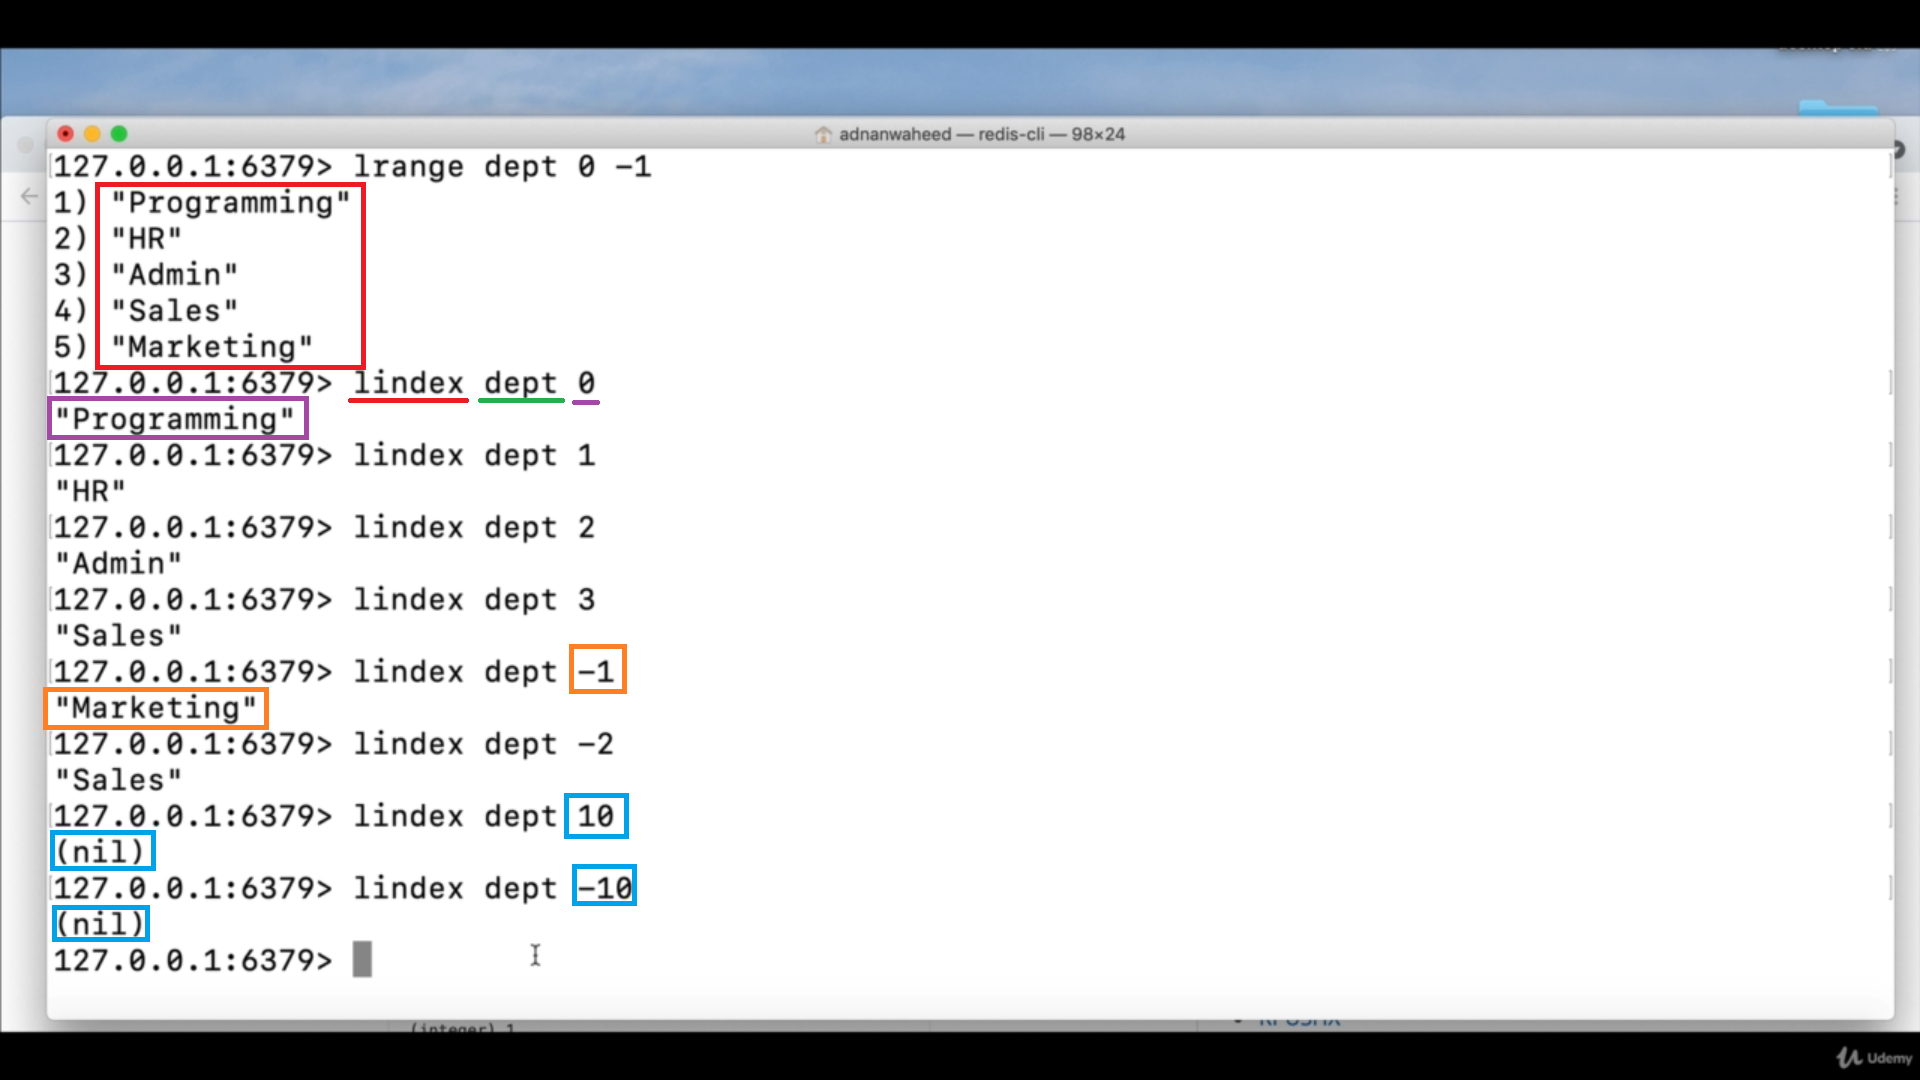 adnanwaheed — redis-cli — 98×24
127.0.0.1:6379> lrange dept 0 -1
1) "Programming"
2) "HR"
3) "Admin"
4) "Sales"
5) "Marketing"
127.0.0.1:6379> lindex dept 0
"Programming"
127.0.0.1:6379> lindex dept 1
"HR"
127.0.0.1:6379> lindex dept 2
"Admin"
127.0.0.1:6379> lindex dept 3
"Sales"
127.0.0.1:6379> lindex dept -1
"Marketing"
127.0.0.1:6379> lindex dept -2
"Sales"
127.0.0.1:6379> lindex dept 10
(nil)
127.0.0.1:6379> lindex dept -10
(nil)
127.0.0.1:6379>
(integer) 1
RPUSHX
Udemy